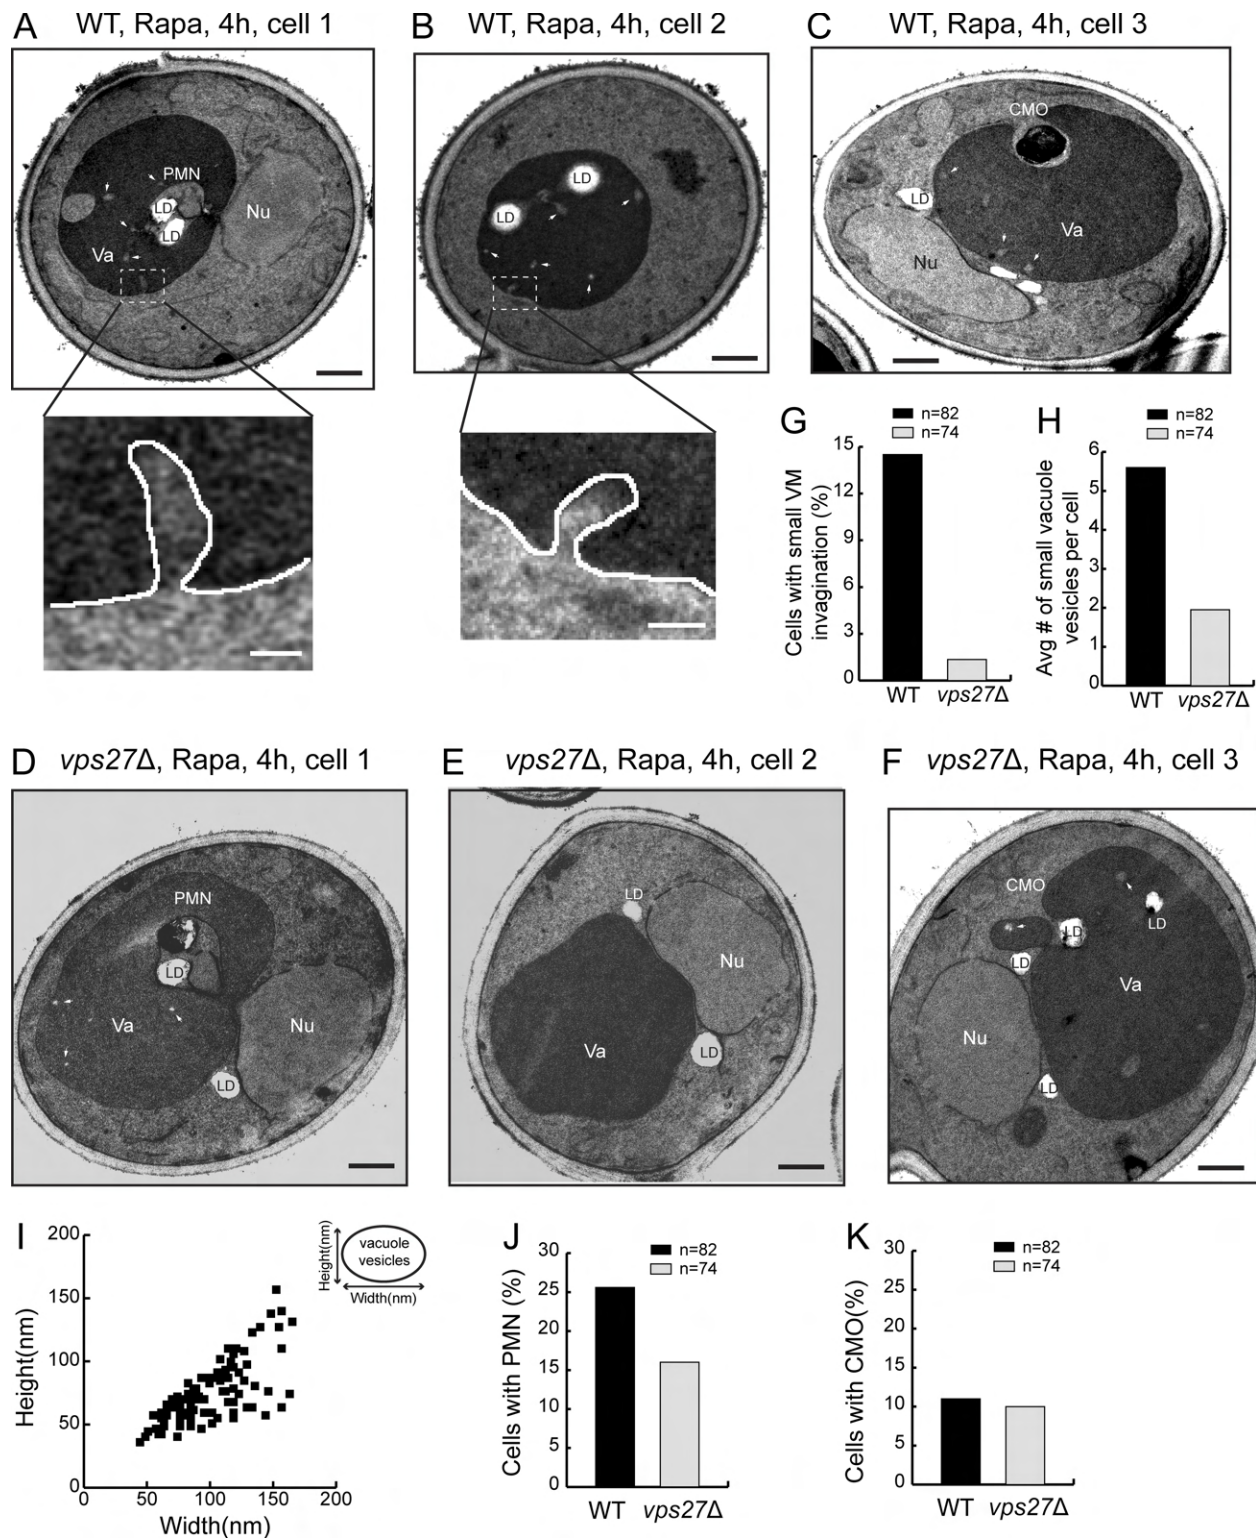 A WT, Rapa, 4h, cell 1
PMN
LD
LD
Nu
Va
B WT, Rapa, 4h, cell 2
LD
LD
C WT, Rapa, 4h, cell 3
CMO
LD
Va
Nu
G
n=82
n=74
15
12
9
6
3
0
Cells with small VM
invagination (%)
WT vps27Δ
H
n=82
n=74
6
5
4
3
2
1
0
Avg # of small vacuole
vesicles per cell
WT vps27Δ
D vps27Δ, Rapa, 4h, cell 1
PMN
LD
Va
Nu
LD
E vps27Δ, Rapa, 4h, cell 2
LD
Nu
Va
LD
F vps27Δ, Rapa, 4h, cell 3
CMO
LD
LD
LD
Va
Nu
LD
I
200
150
100
50
0
Height(nm)
0 50 100 150 200
Width(nm)
vacuole
vesicles
Height(nm)
Width(nm)
J
n=82
n=74
30
25
20
15
10
5
0
Cells with PMN (%)
WT vps27Δ
K
n=82
n=74
30
25
20
15
10
5
0
Cells with CMO(%)
WT vps27Δ